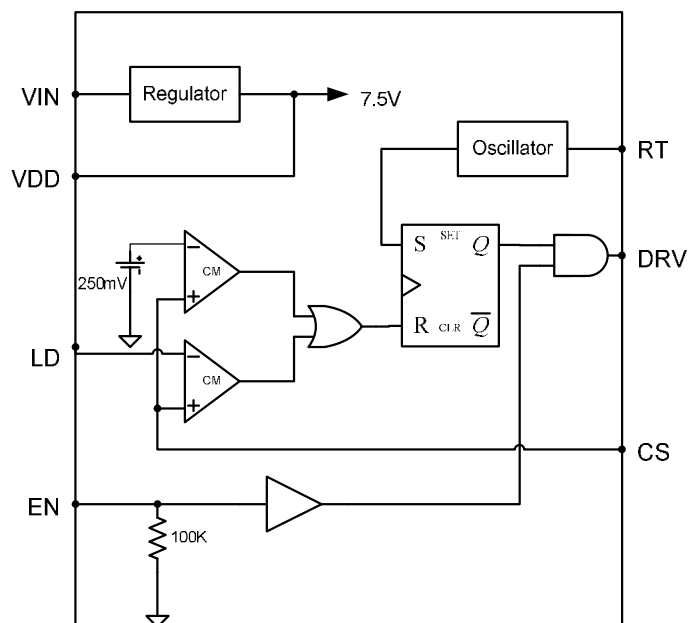 VIN
Regulator
7.5V
VDD
Oscillator
RT
S SET Q
DRV
250mV
CM
R CLR Q̅
LD
CM
CS
EN
100K